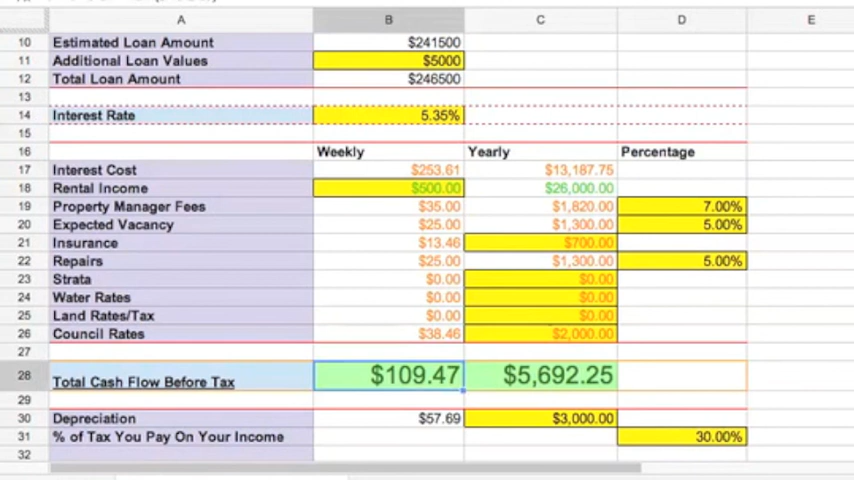 A B C D E
10 Estimated Loan Amount $241500
11 Additional Loan Values $5000
12 Total Loan Amount $246500
13
14 Interest Rate 5.35%
15
16 Weekly Yearly Percentage
17 Interest Cost $253.61 $13,187.75
18 Rental Income $500.00 $26,000.00
19 Property Manager Fees $35.00 $1,820.00 7.00%
20 Expected Vacancy $25.00 $1,300.00 5.00%
21 Insurance $13.46 $700.00
22 Repairs $25.00 $1,300.00 5.00%
23 Strata $0.00 $0.00
24 Water Rates $0.00 $0.00
25 Land Rates/Tax $0.00 $0.00
26 Council Rates $38.46 $2,000.00
27
28 Total Cash Flow Before Tax $109.47 $5,692.25
29
30 Depreciation $57.69 $3,000.00
31 % of Tax You Pay On Your Income 30.00%
32